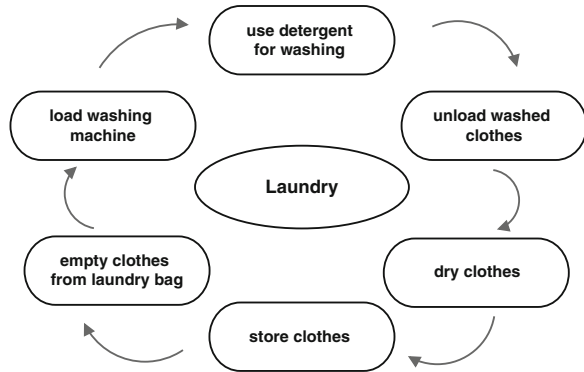 use detergent
for washing
load washing
machine
unload washed
clothes
Laundry
empty clothes
from laundry bag
dry clothes
store clothes